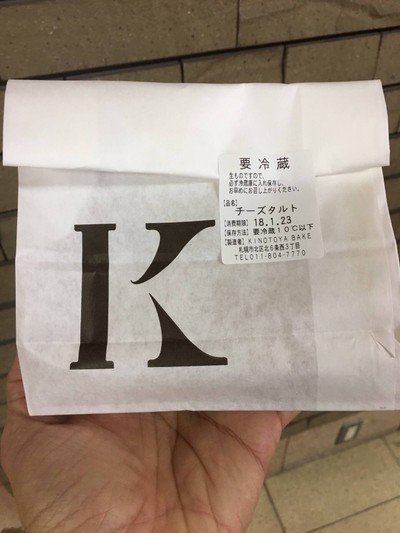 要冷蔵
生ものですので、
必ず冷蔵庫に入れ保存し、
お早めにお召し上がりください。
【品名】
チーズタルト
【消費期限】 18.1.23
【保存方法】 要冷蔵10℃以下
【製造者】 KINOTOYA BAKE
札幌市北区北6条西3丁目
TEL011-804-7770
K